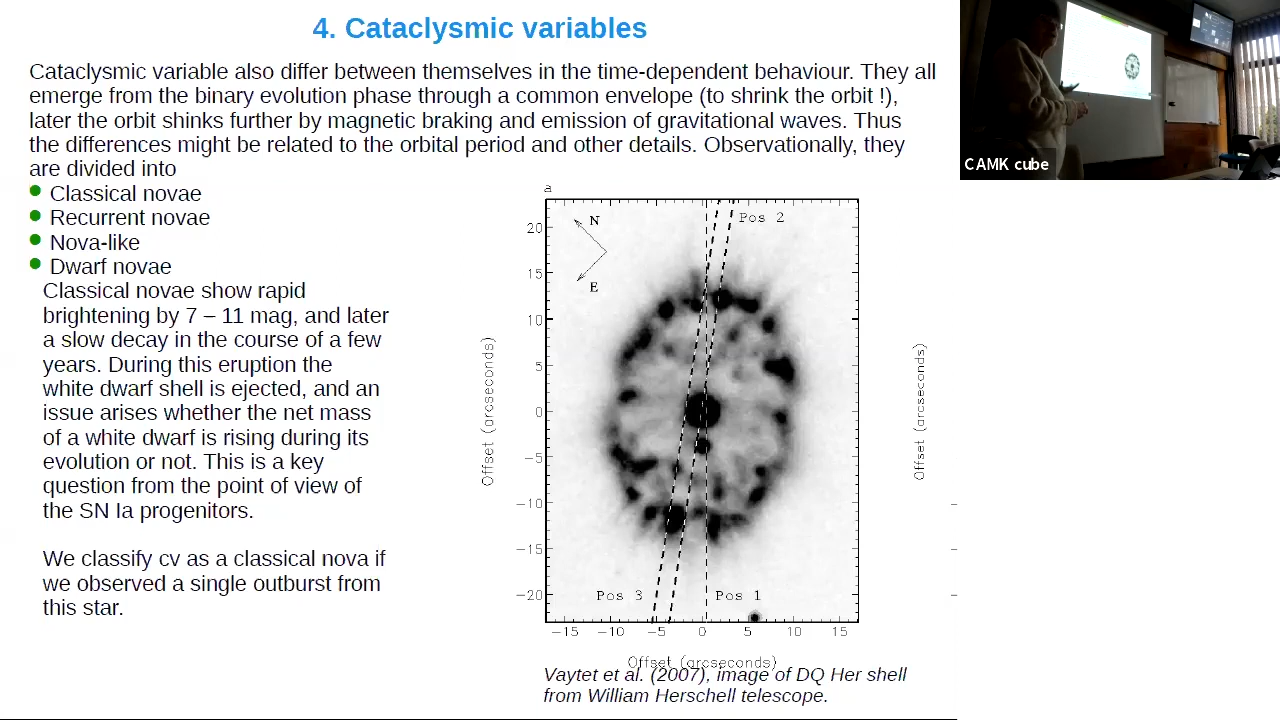 4. Cataclysmic variables
Cataclysmic variable also differ between themselves in the time-dependent behaviour. They all
emerge from the binary evolution phase through a common envelope (to shrink the orbit !),
later the orbit shinks further by magnetic braking and emission of gravitational waves. Thus
the differences might be related to the orbital period and other details. Observationally, they
are divided into
Classical novae
Recurrent novae
Nova-like
Dwarf novae
Classical novae show rapid
brightening by 7 – 11 mag, and later
a slow decay in the course of a few
years. During this eruption the
white dwarf shell is ejected, and an
issue arises whether the net mass
of a white dwarf is rising during its
evolution or not. This is a key
question from the point of view of
the SN Ia progenitors.
We classify cv as a classical nova if
we observed a single outburst from
this star.
a
N
E
Pos 2
Pos 3
Pos 1
20
15
10
5
0
−5
−10
−15
−20
−15 −10 −5 0 5 10 15
Offset (arcseconds)
Offset (arcseconds)
Offset (arcseconds)
Vaytet et al. (2007), image of DQ Her shell
from William Herschell telescope.
CAMK cube